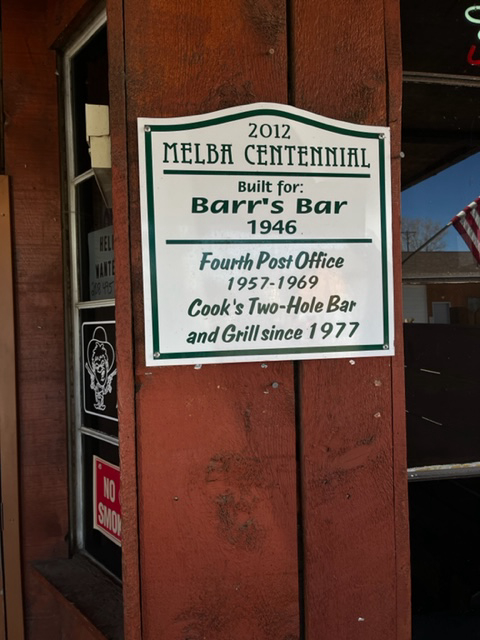 2012
MELBA CENTENNIAL
Built for:
Barr's Bar
1946
Fourth Post Office
1957-1969
Cook's Two-Hole Bar
and Grill since 1977
NO